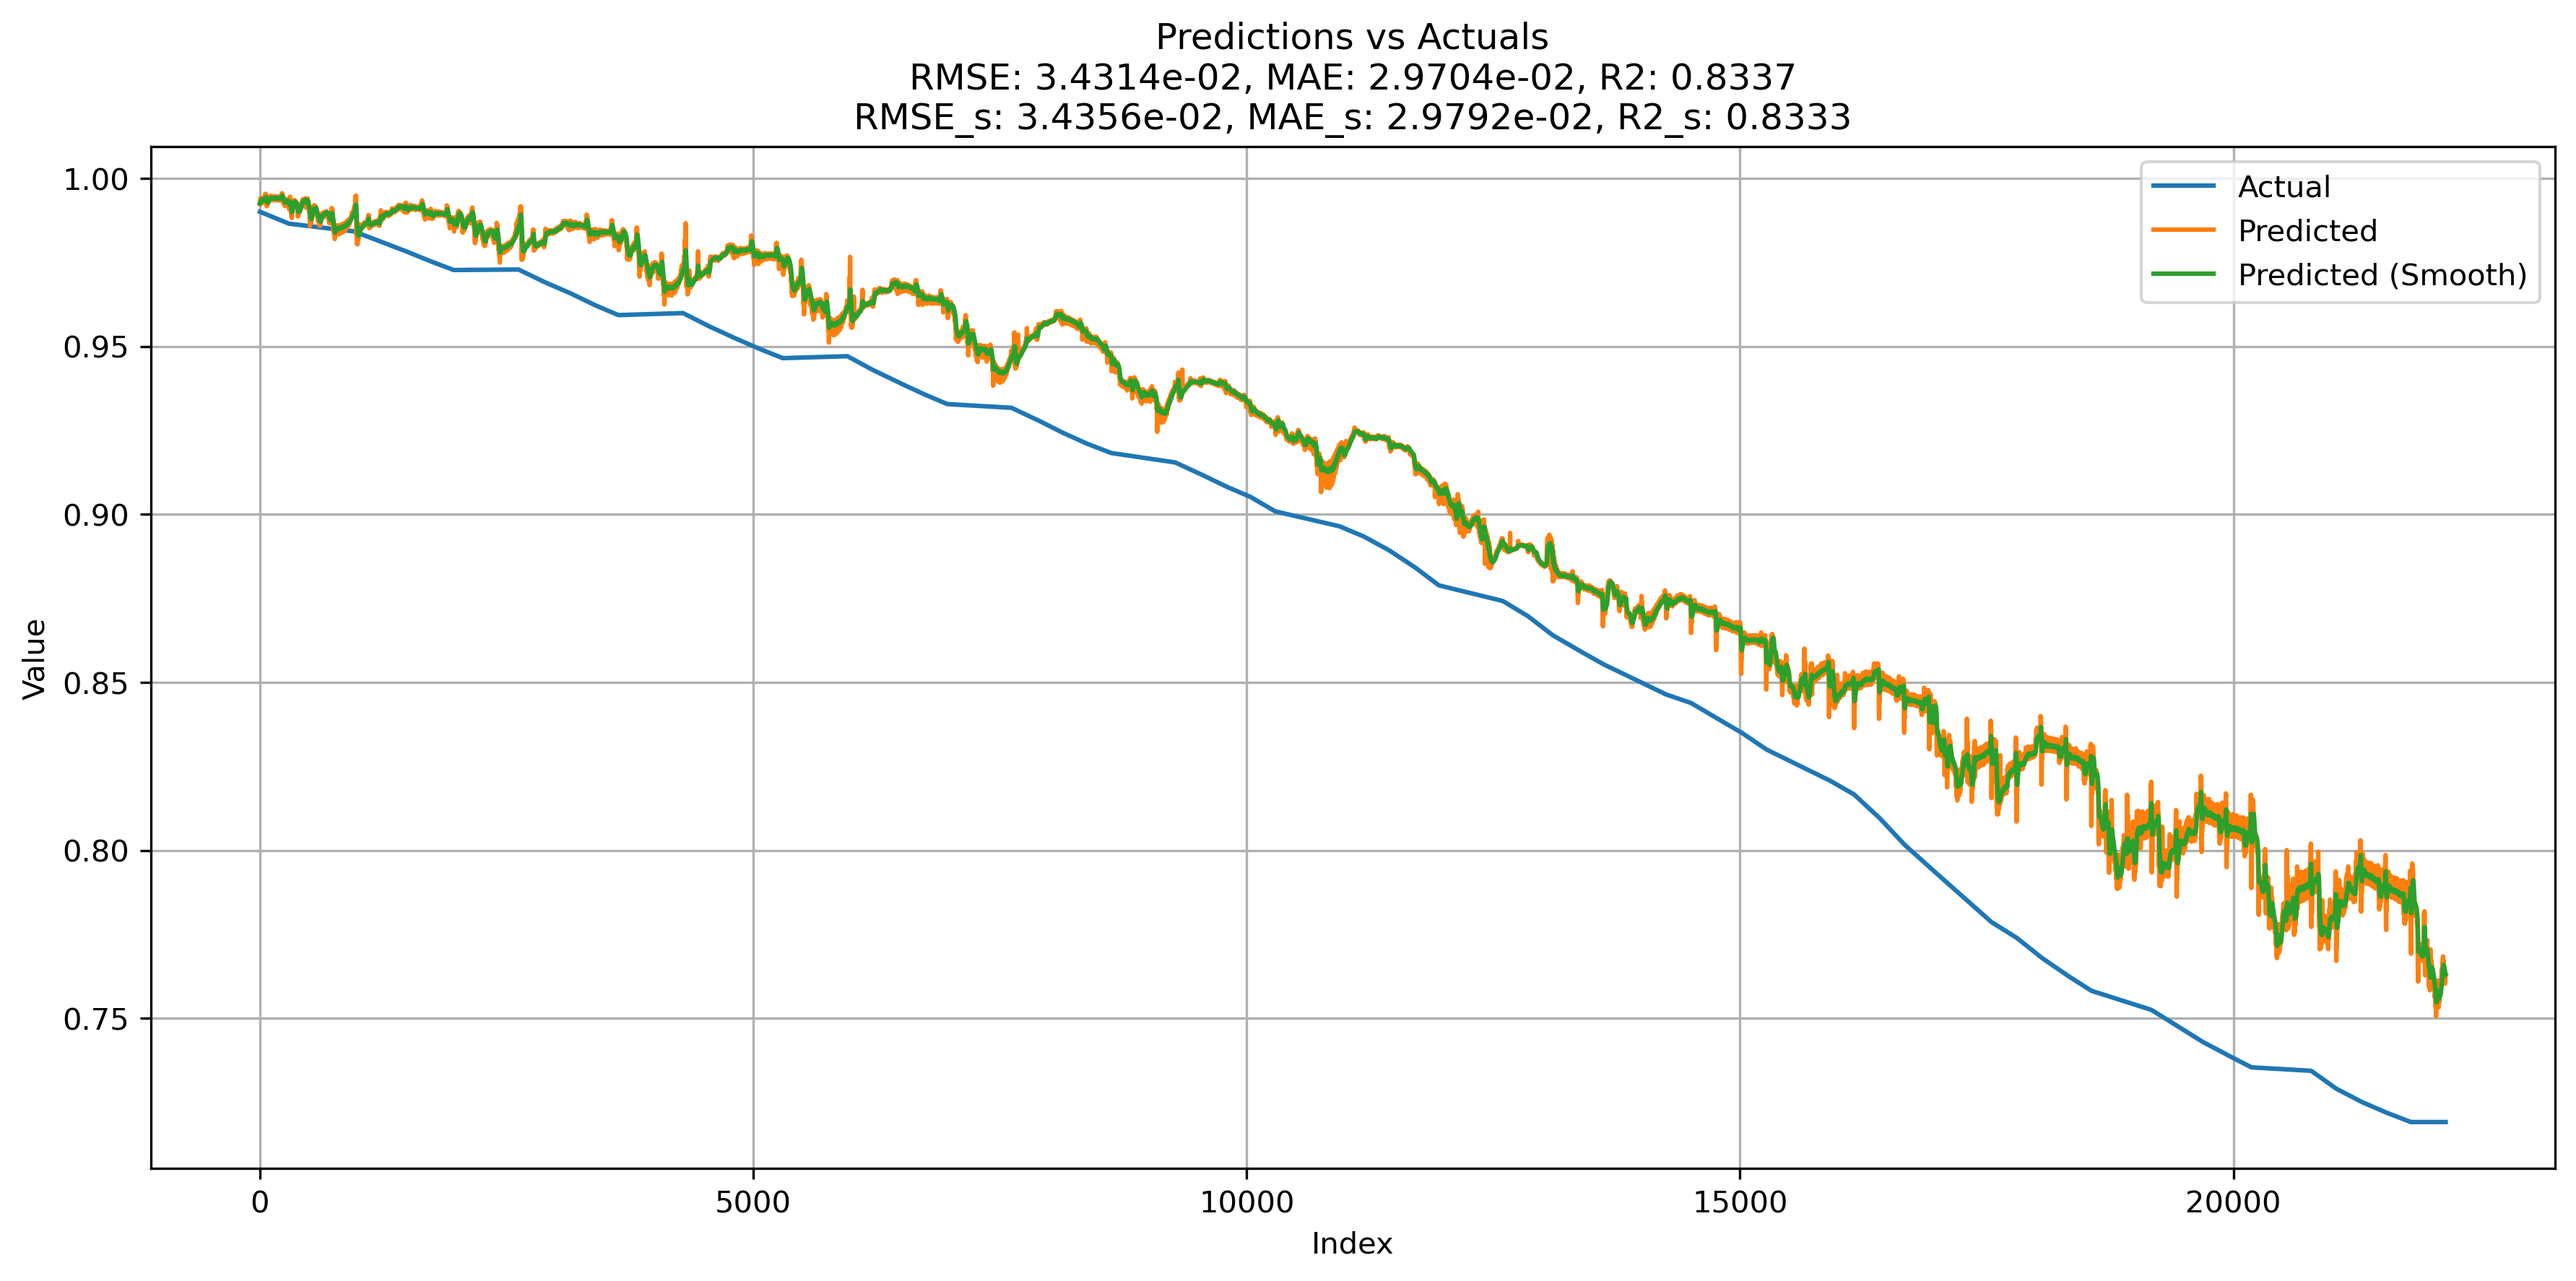 Predictions vs Actuals
RMSE: 3.4314e-02, MAE: 2.9704e-02, R2: 0.8337
RMSE_s: 3.4356e-02, MAE_s: 2.9792e-02, R2_s: 0.8333
Actual
Predicted
Predicted (Smooth)
Value
1.00
0.95
0.90
0.85
0.80
0.75
0 5000 10000 15000 20000
Index